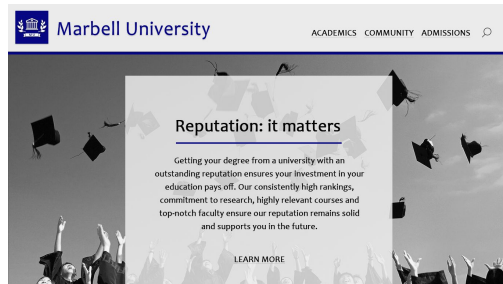 Marbell University
ACADEMICS COMMUNITY ADMISSIONS
Reputation: it matters
Getting your degree from a university with an
outstanding reputation ensures your investment in your
education pays off. Our consistently high rankings,
commitment to research, highly relevant courses and
top-notch faculty ensure our reputation remains solid
and supports you in the future.
LEARN MORE